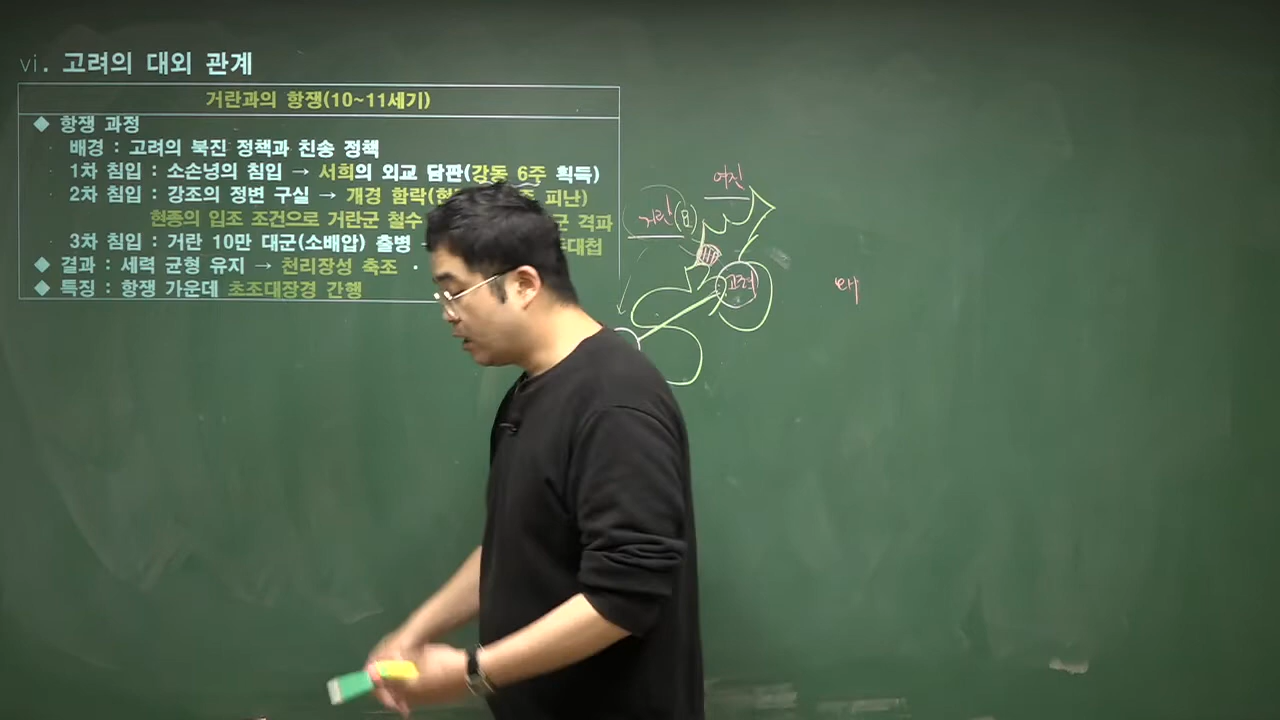 vi. 고려의 대외 관계
거란과의 항쟁(10~11세기)
◆ 항쟁 과정
· 배경 : 고려의 북진 정책과 친송 정책
· 1차 침입 : 소손녕의 침입 → 서희의 외교 담판(강동 6주 획득)
· 2차 침입 : 강조의 정변 구실 → 개경 함락(현 피난)
현종의 입조 조건으로 거란군 철수 군 격파
· 3차 침입 : 거란 10만 대군(소배압) 출병 대첩
◆ 결과 : 세력 균형 유지 → 천리장성 축조 ·
◆ 특징 : 항쟁 가운데 초조대장경 간행
여진
거란
고려
왜